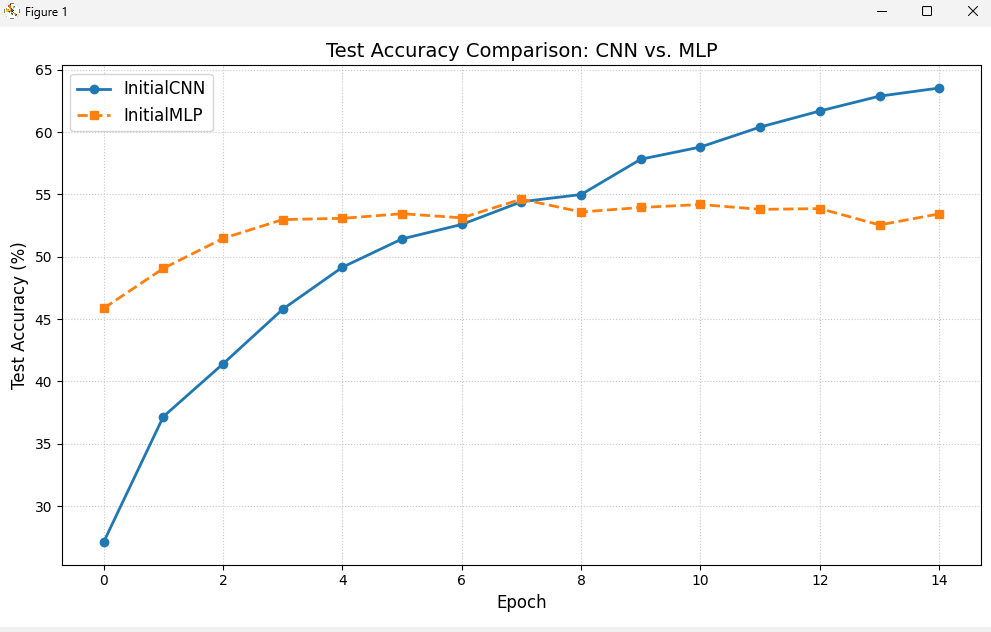 Figure 1
Test Accuracy Comparison: CNN vs. MLP
InitialCNN
InitialMLP
65
60
55
50
45
40
35
30
Test Accuracy (%)
0 2 4 6 8 10 12 14
Epoch